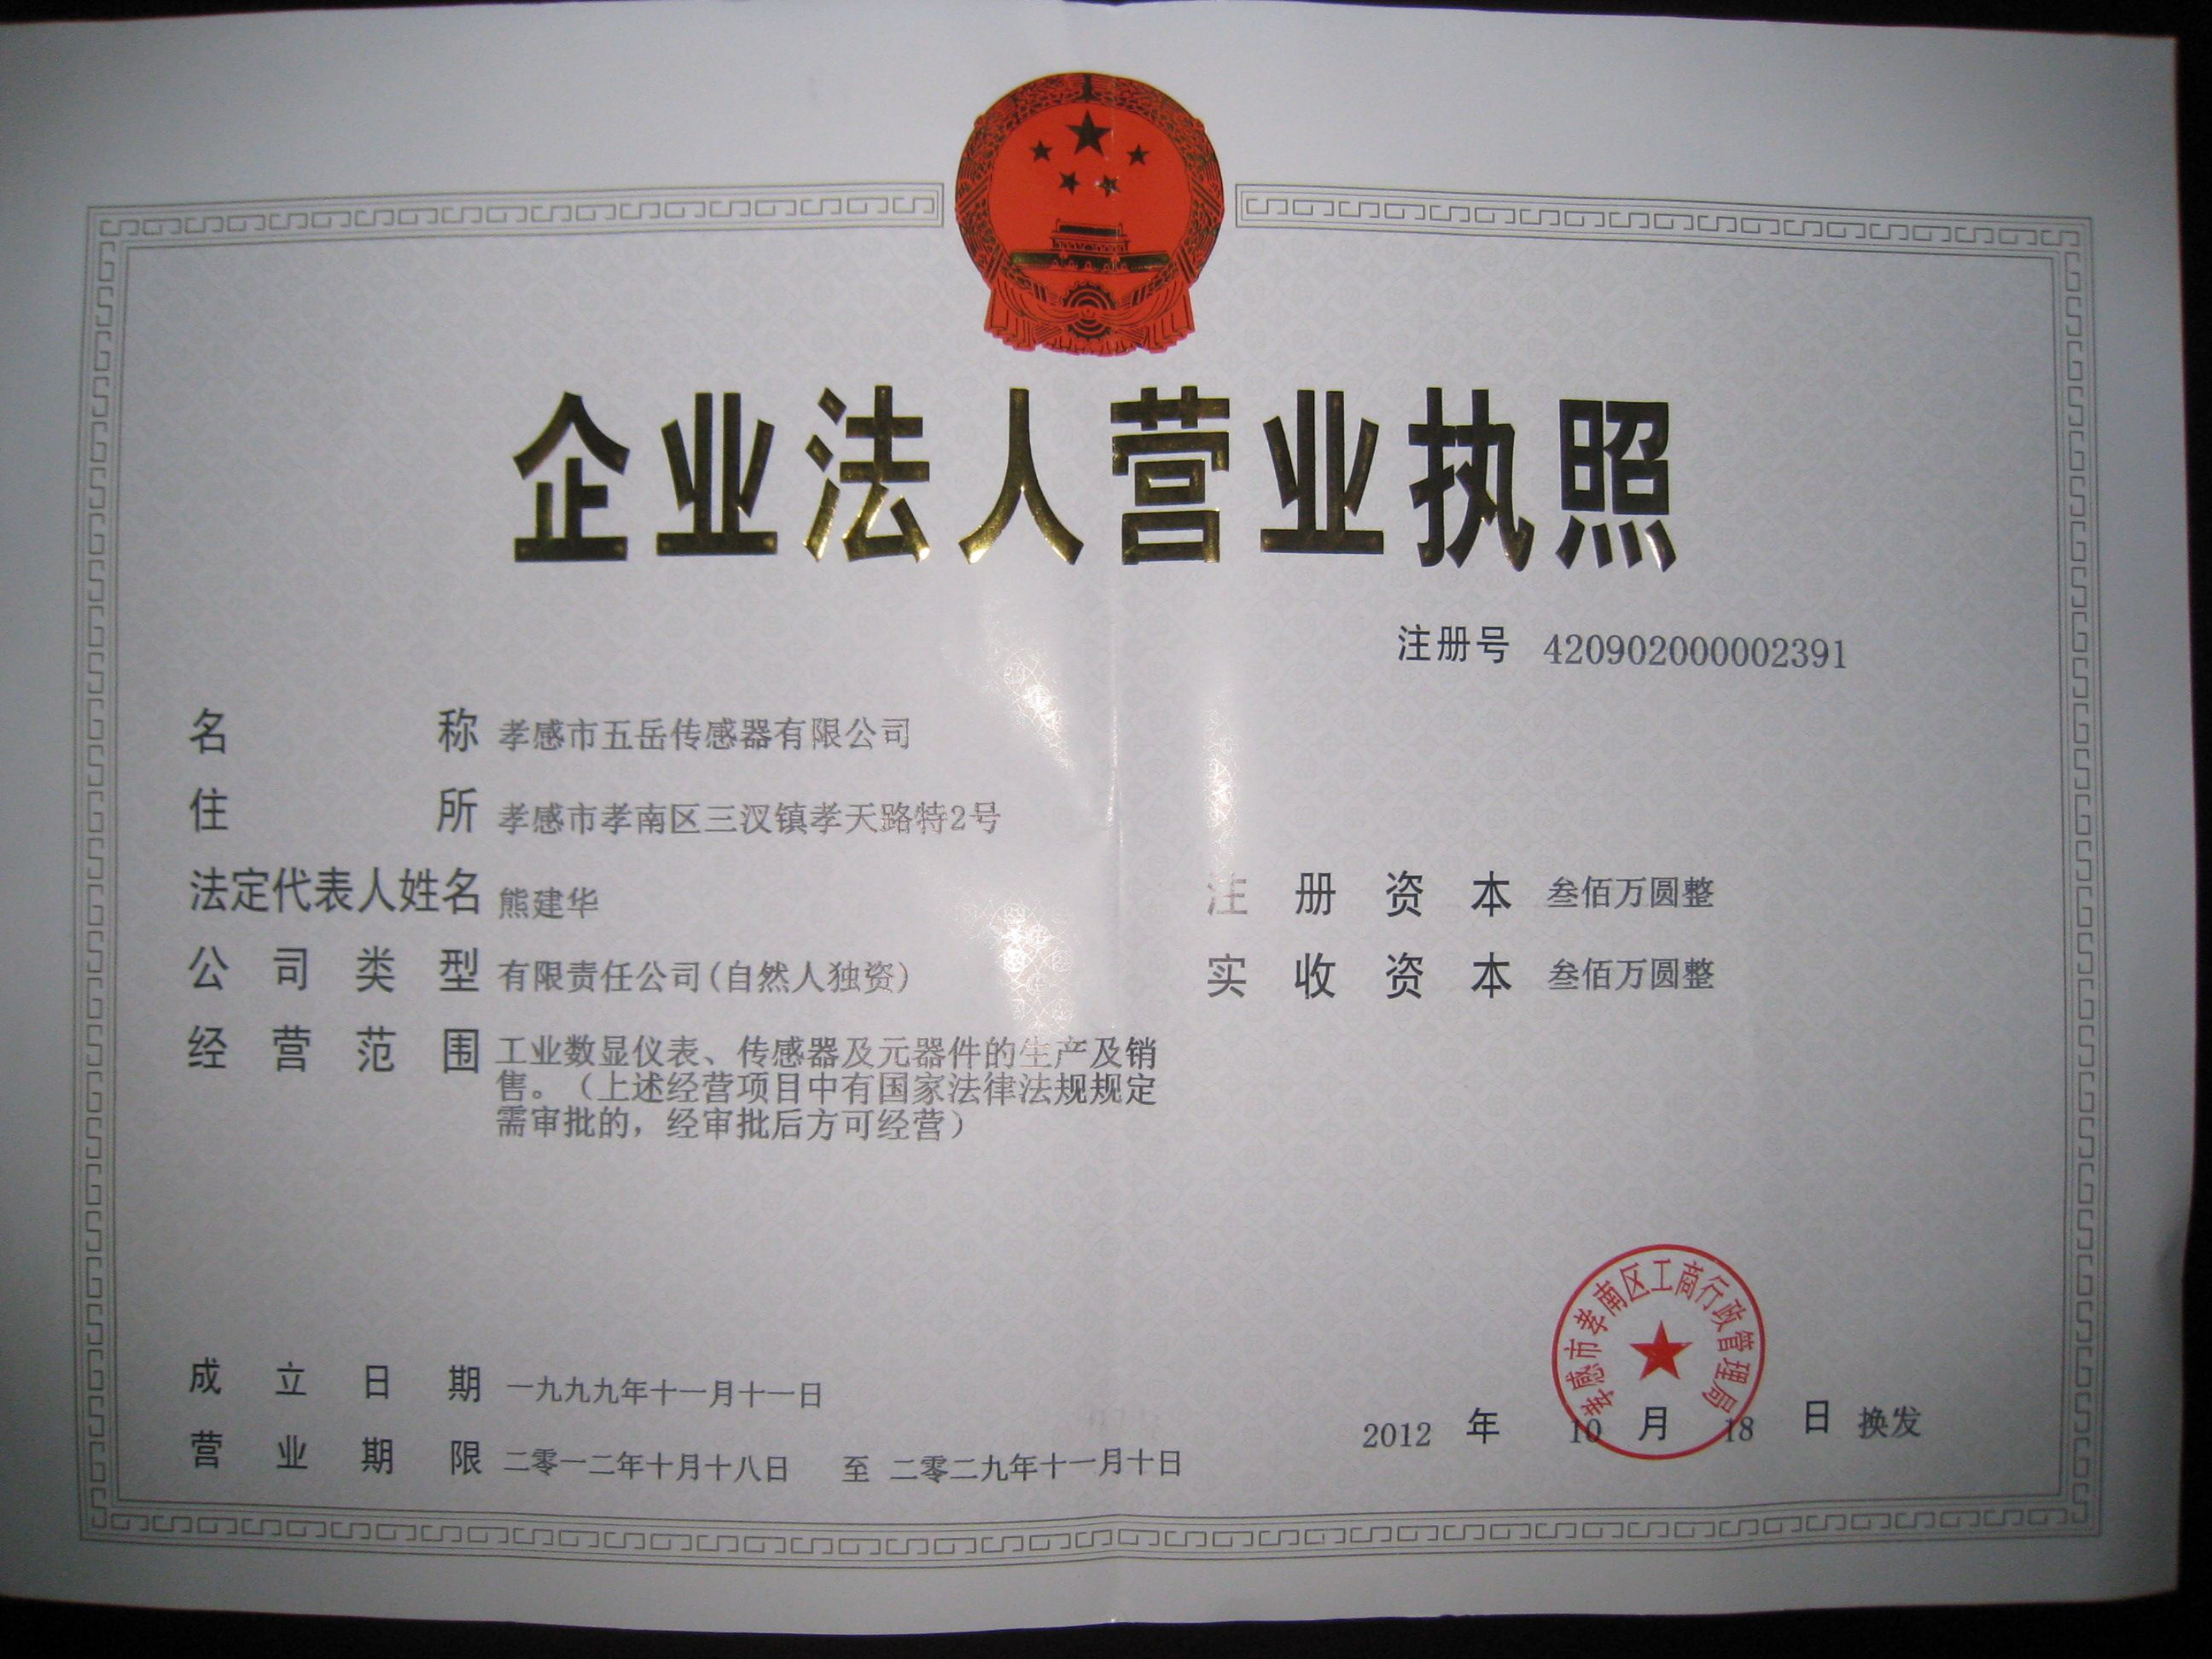 企业法人营业执照
注册号 420902000002391
名称 孝感市五岳传感器有限公司
住所 孝感市孝南区三汊镇孝天路特2号
法定代表人姓名 熊建华
注册资本 叁佰万圆整
公司类型 有限责任公司(自然人独资)
实收资本 叁佰万圆整
经营范围 工业数显仪表、传感器及元器件的生产及销
售。（上述经营项目中有国家法律法规规定
需审批的，经审批后方可经营）
孝感市孝南区工商行政管理局
成立日期 一九九九年十一月十一日
2012 年 10 月 18 日 换发
营业期限 二零一二年十月十八日 至 二零二九年十一月十日